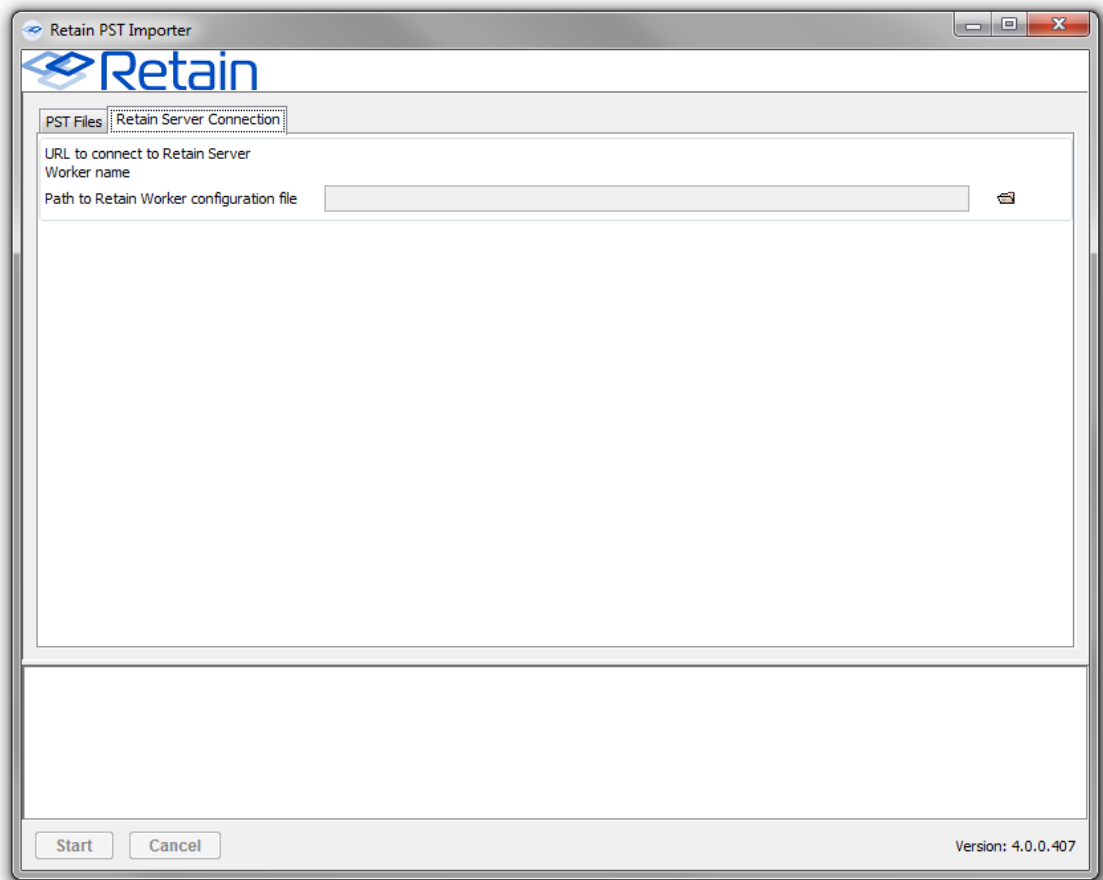 Retain PST Importer
Retain
PST Files Retain Server Connection
URL to connect to Retain Server
Worker name
Path to Retain Worker configuration file
Start Cancel Version: 4.0.0.407